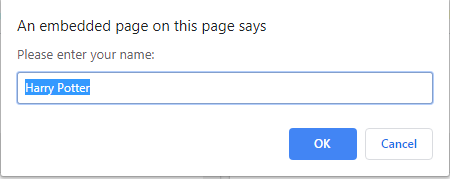 An embedded page on this page says
Please enter your name:
Harry Potter
OK
Cancel